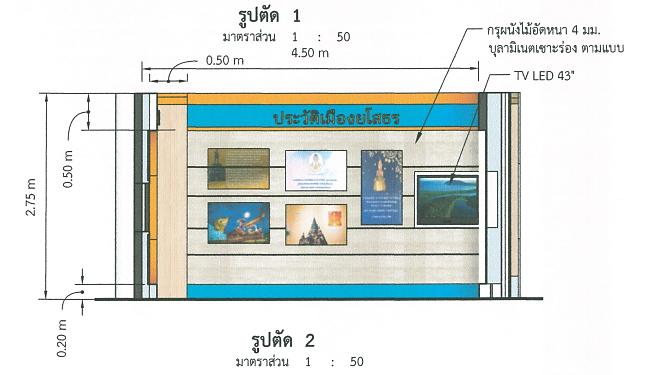 รูปตัด 1
มาตราส่วน 1 : 50
4.50 m
0.50 m
กรุผนังไม้อัดหนา 4 มม.
บุลามิเนตเซาะร่อง ตามแบบ
TV LED 43"
ประวัติเมืองยโสธร
0.50 m
2.75 m
0.20 m
รูปตัด 2
มาตราส่วน 1 : 50